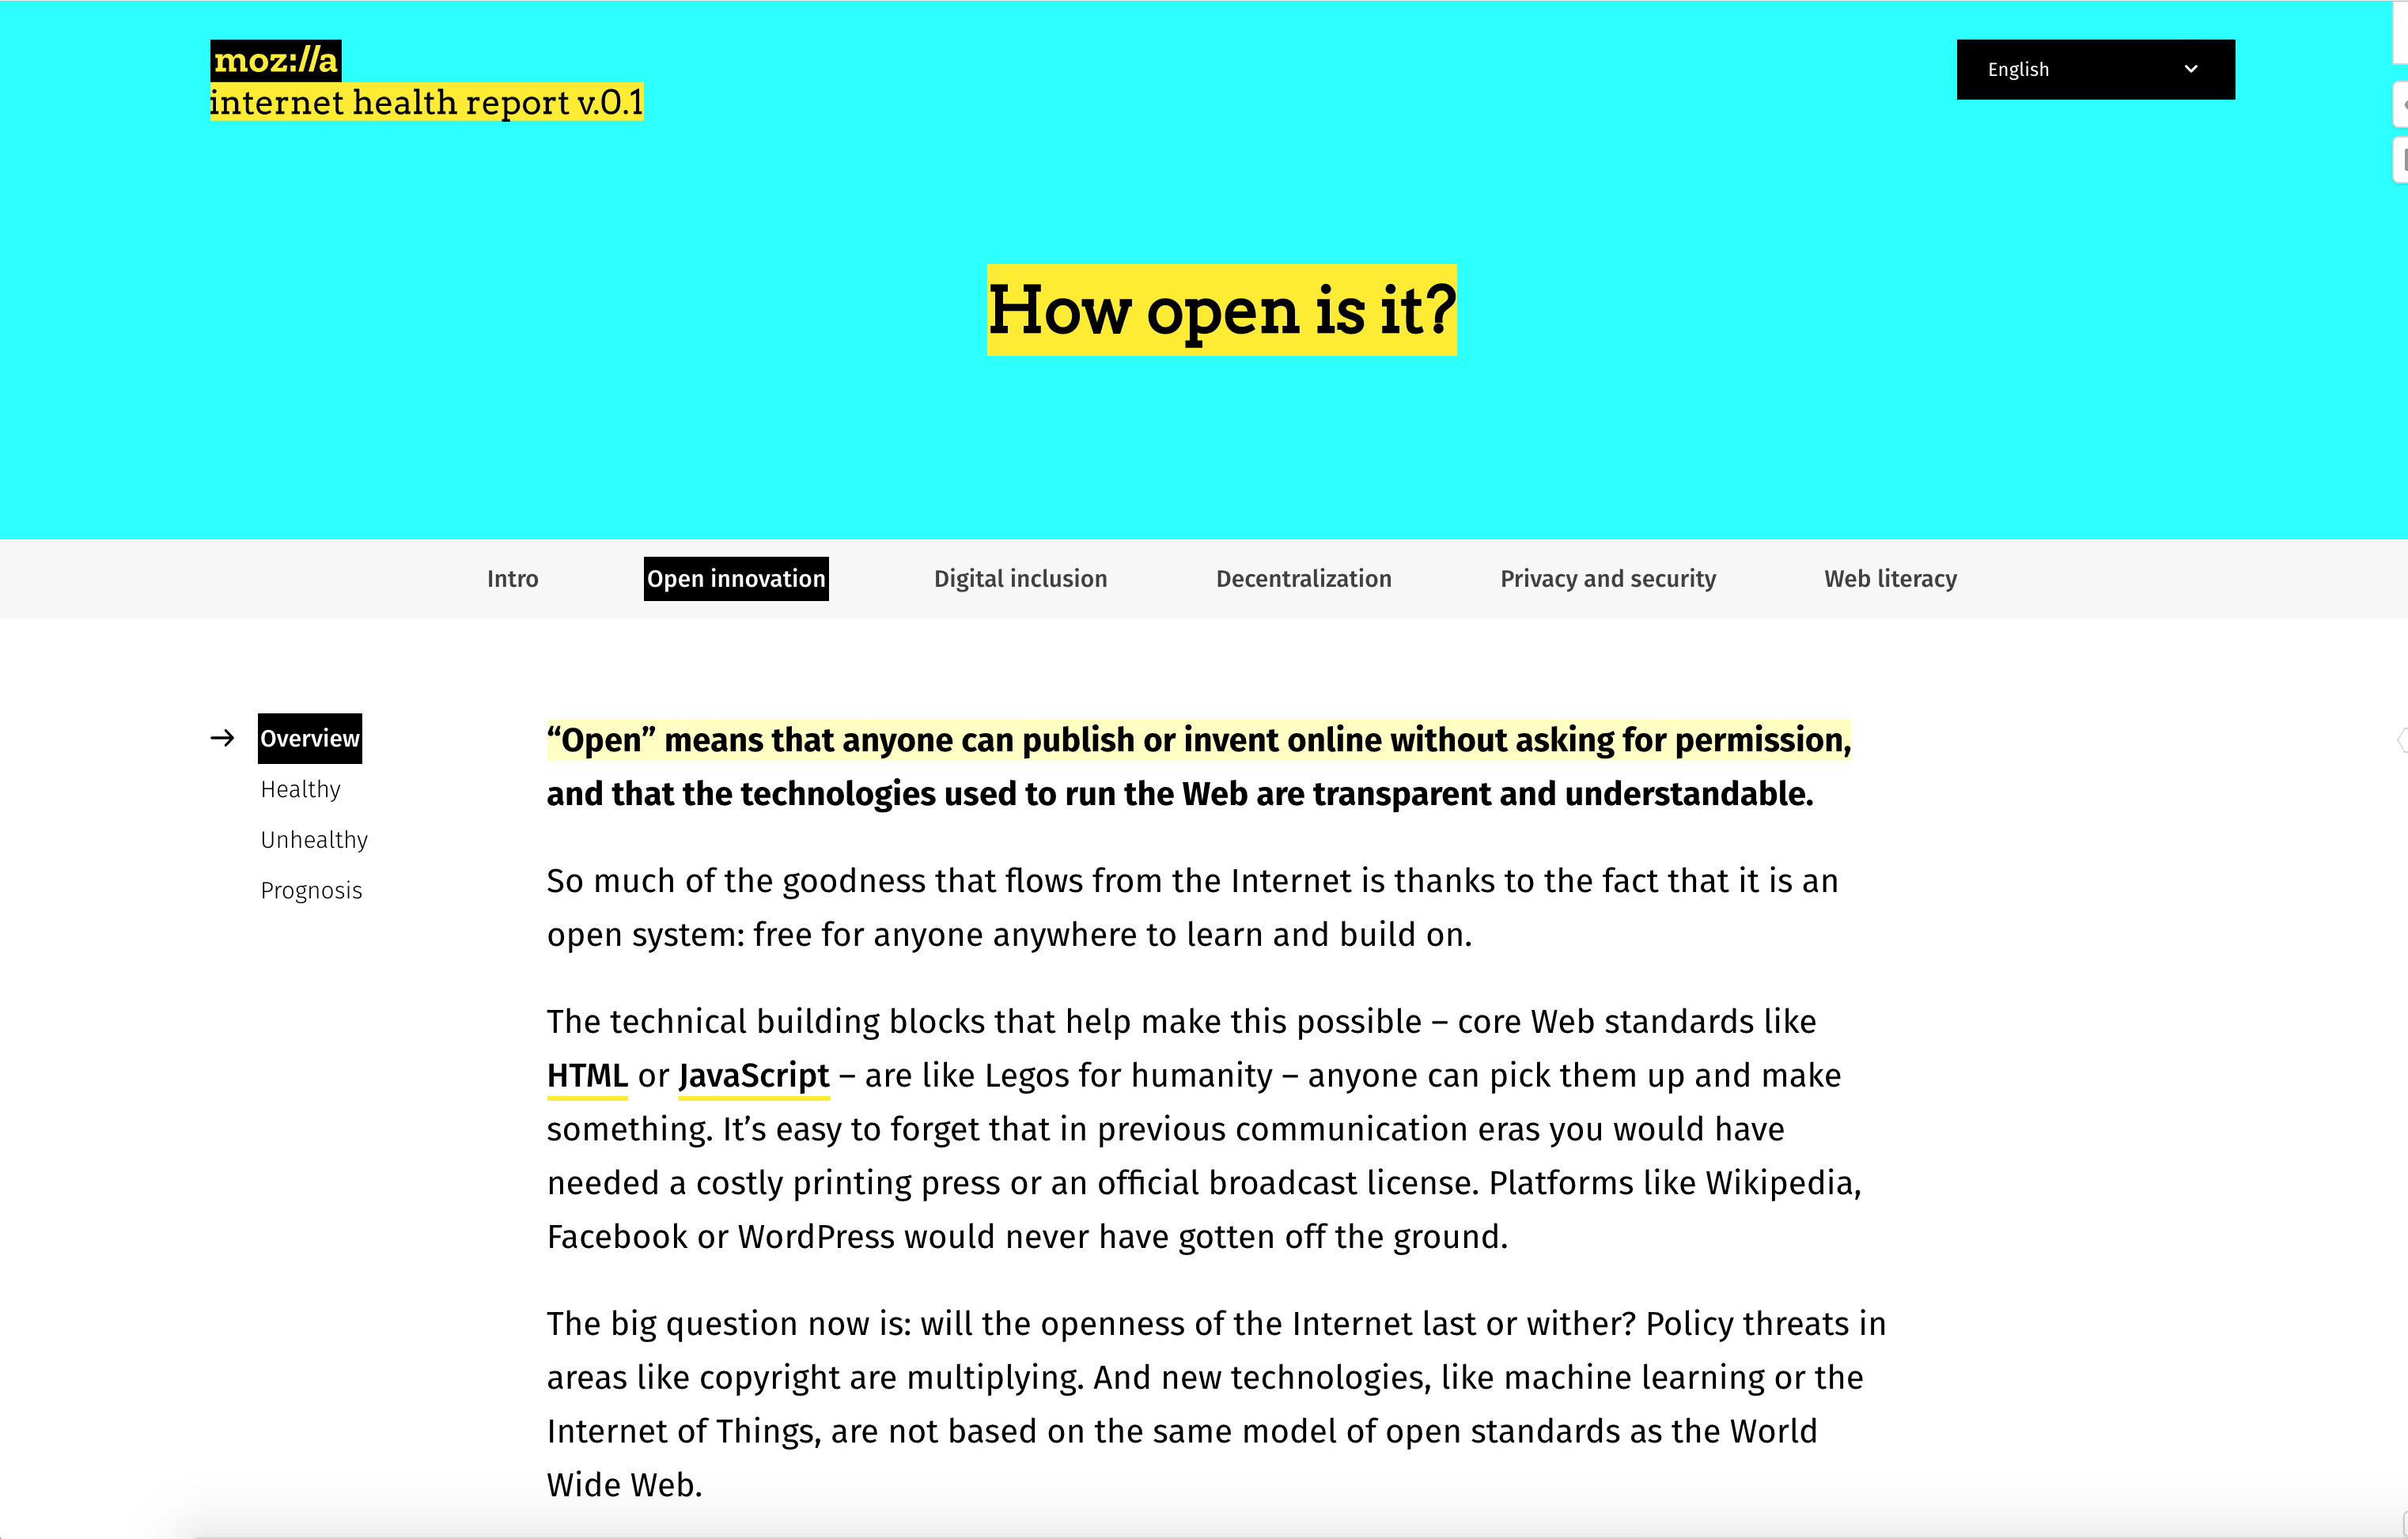 moz://a
internet health report v.0.1
English
How open is it?
Intro
Open innovation
Digital inclusion
Decentralization
Privacy and security
Web literacy
Overview
Healthy
Unhealthy
Prognosis
“Open” means that anyone can publish or invent online without asking for permission,
and that the technologies used to run the Web are transparent and understandable.
So much of the goodness that flows from the Internet is thanks to the fact that it is an
open system: free for anyone anywhere to learn and build on.
The technical building blocks that help make this possible – core Web standards like
HTML or JavaScript – are like Legos for humanity – anyone can pick them up and make
something. It’s easy to forget that in previous communication eras you would have
needed a costly printing press or an official broadcast license. Platforms like Wikipedia,
Facebook or WordPress would never have gotten off the ground.
The big question now is: will the openness of the Internet last or wither? Policy threats in
areas like copyright are multiplying. And new technologies, like machine learning or the
Internet of Things, are not based on the same model of open standards as the World
Wide Web.